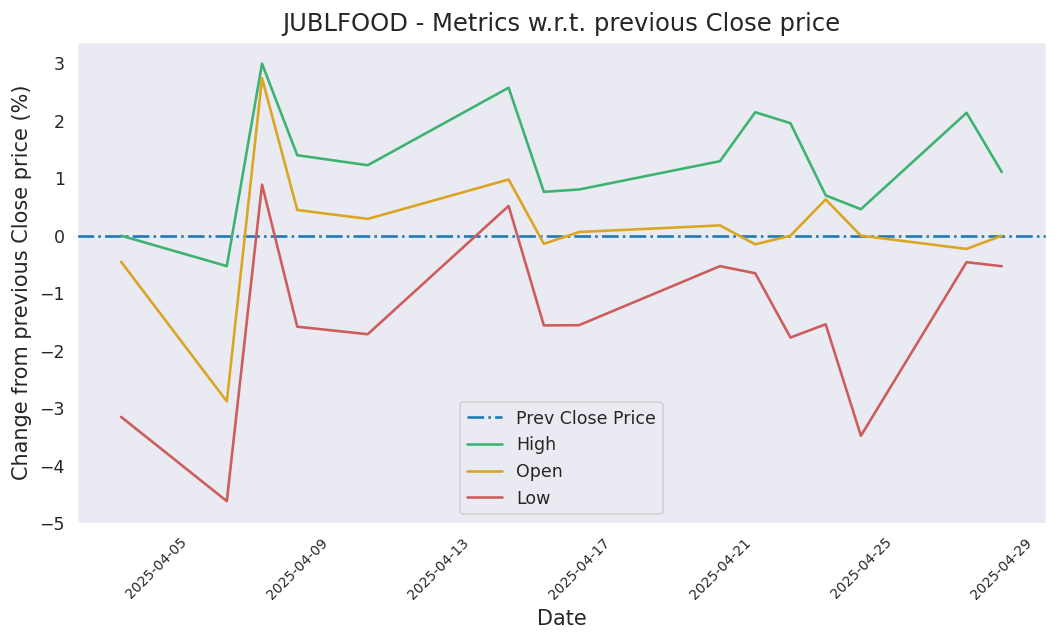 JUBLFOOD - Metrics w.r.t. previous Close price
Change from previous Close price (%)
3
2
1
0
−1
−2
−3
−4
−5
Prev Close Price
High
Open
Low
2025-04-05
2025-04-09
2025-04-13
2025-04-17
2025-04-21
2025-04-25
2025-04-29
Date